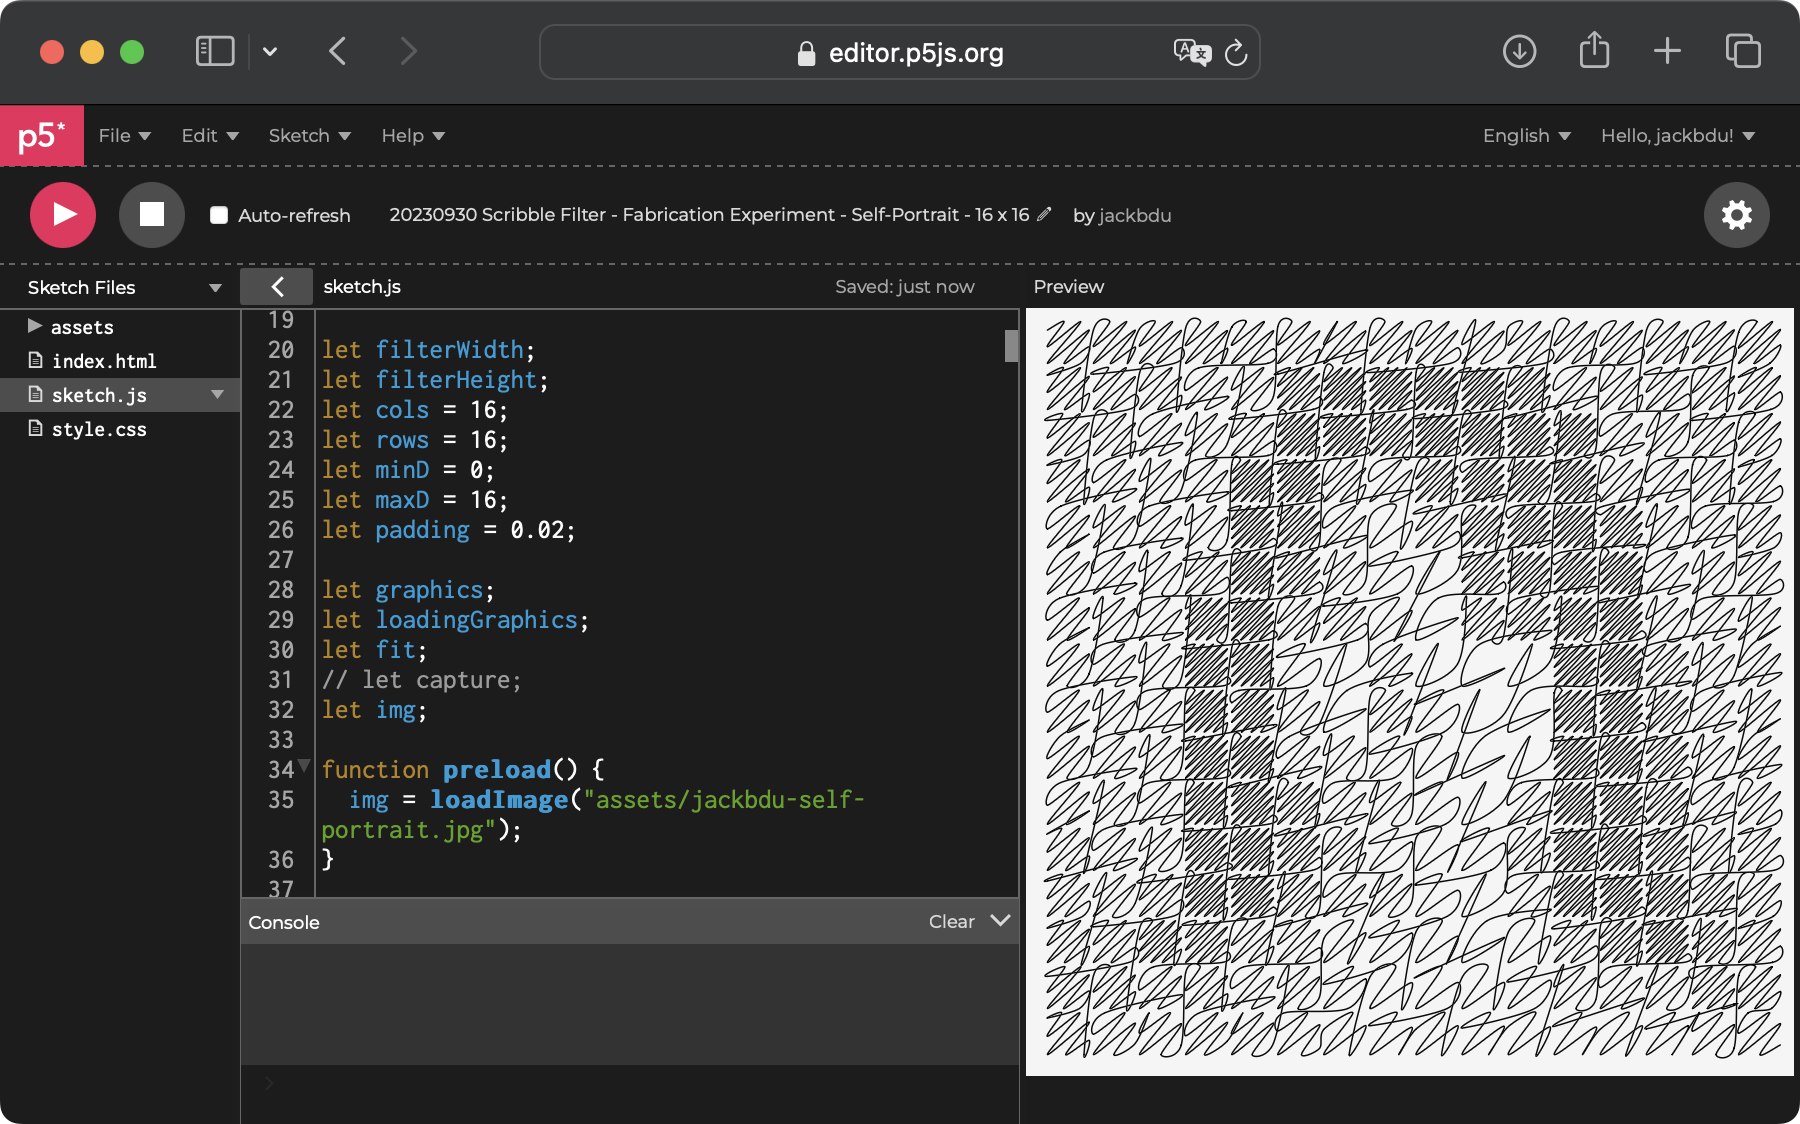 editor.p5js.org
p5*
File
Edit
Sketch
Help
English
Hello, jackbdu!
Auto-refresh
20230930 Scribble Filter - Fabrication Experiment - Self-Portrait - 16 x 16
by jackbdu
Sketch Files
sketch.js
Saved: just now
Preview
assets
index.html
sketch.js
style.css
19
20 let filterWidth;
21 let filterHeight;
22 let cols = 16;
23 let rows = 16;
24 let minD = 0;
25 let maxD = 16;
26 let padding = 0.02;
27
28 let graphics;
29 let loadingGraphics;
30 let fit;
31 // let capture;
32 let img;
33
34 function preload() {
35 img = loadImage("assets/jackbdu-self-
portrait.jpg");
36 }
37
Console
Clear